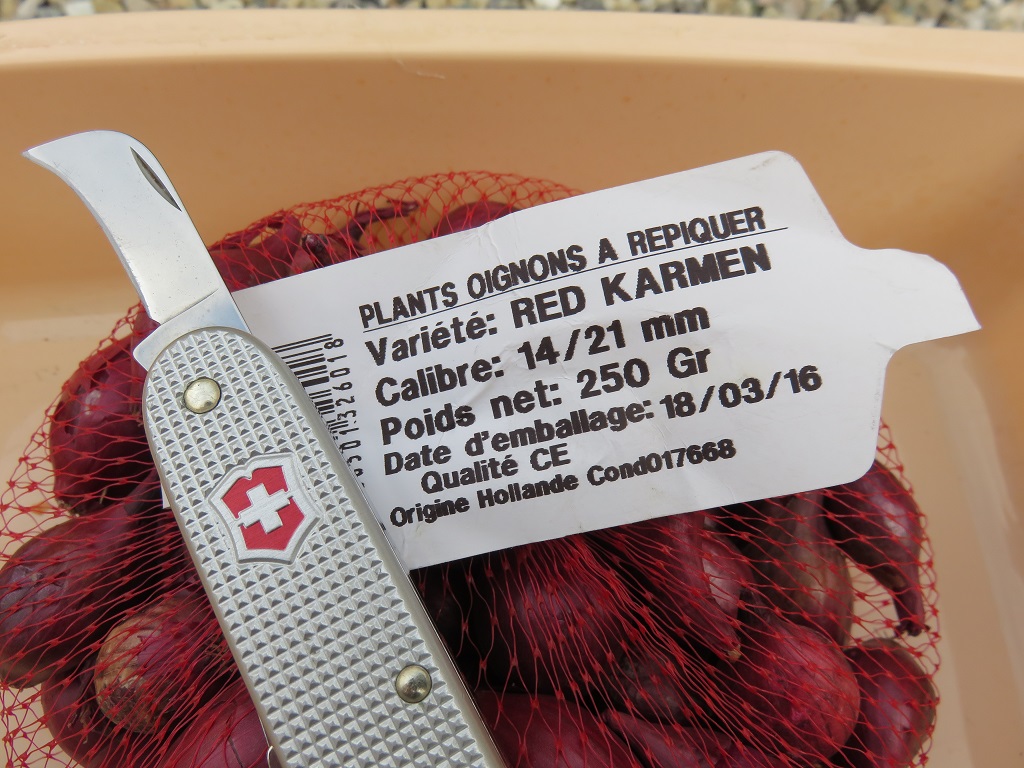 PLANTS OIGNONS A REPIQUER
Variété: RED KARMEN
Calibre: 14/21 mm
Poids net: 250 Gr
Date d'emballage: 18/03/16
Qualité CE
Origine Hollande Cond017668